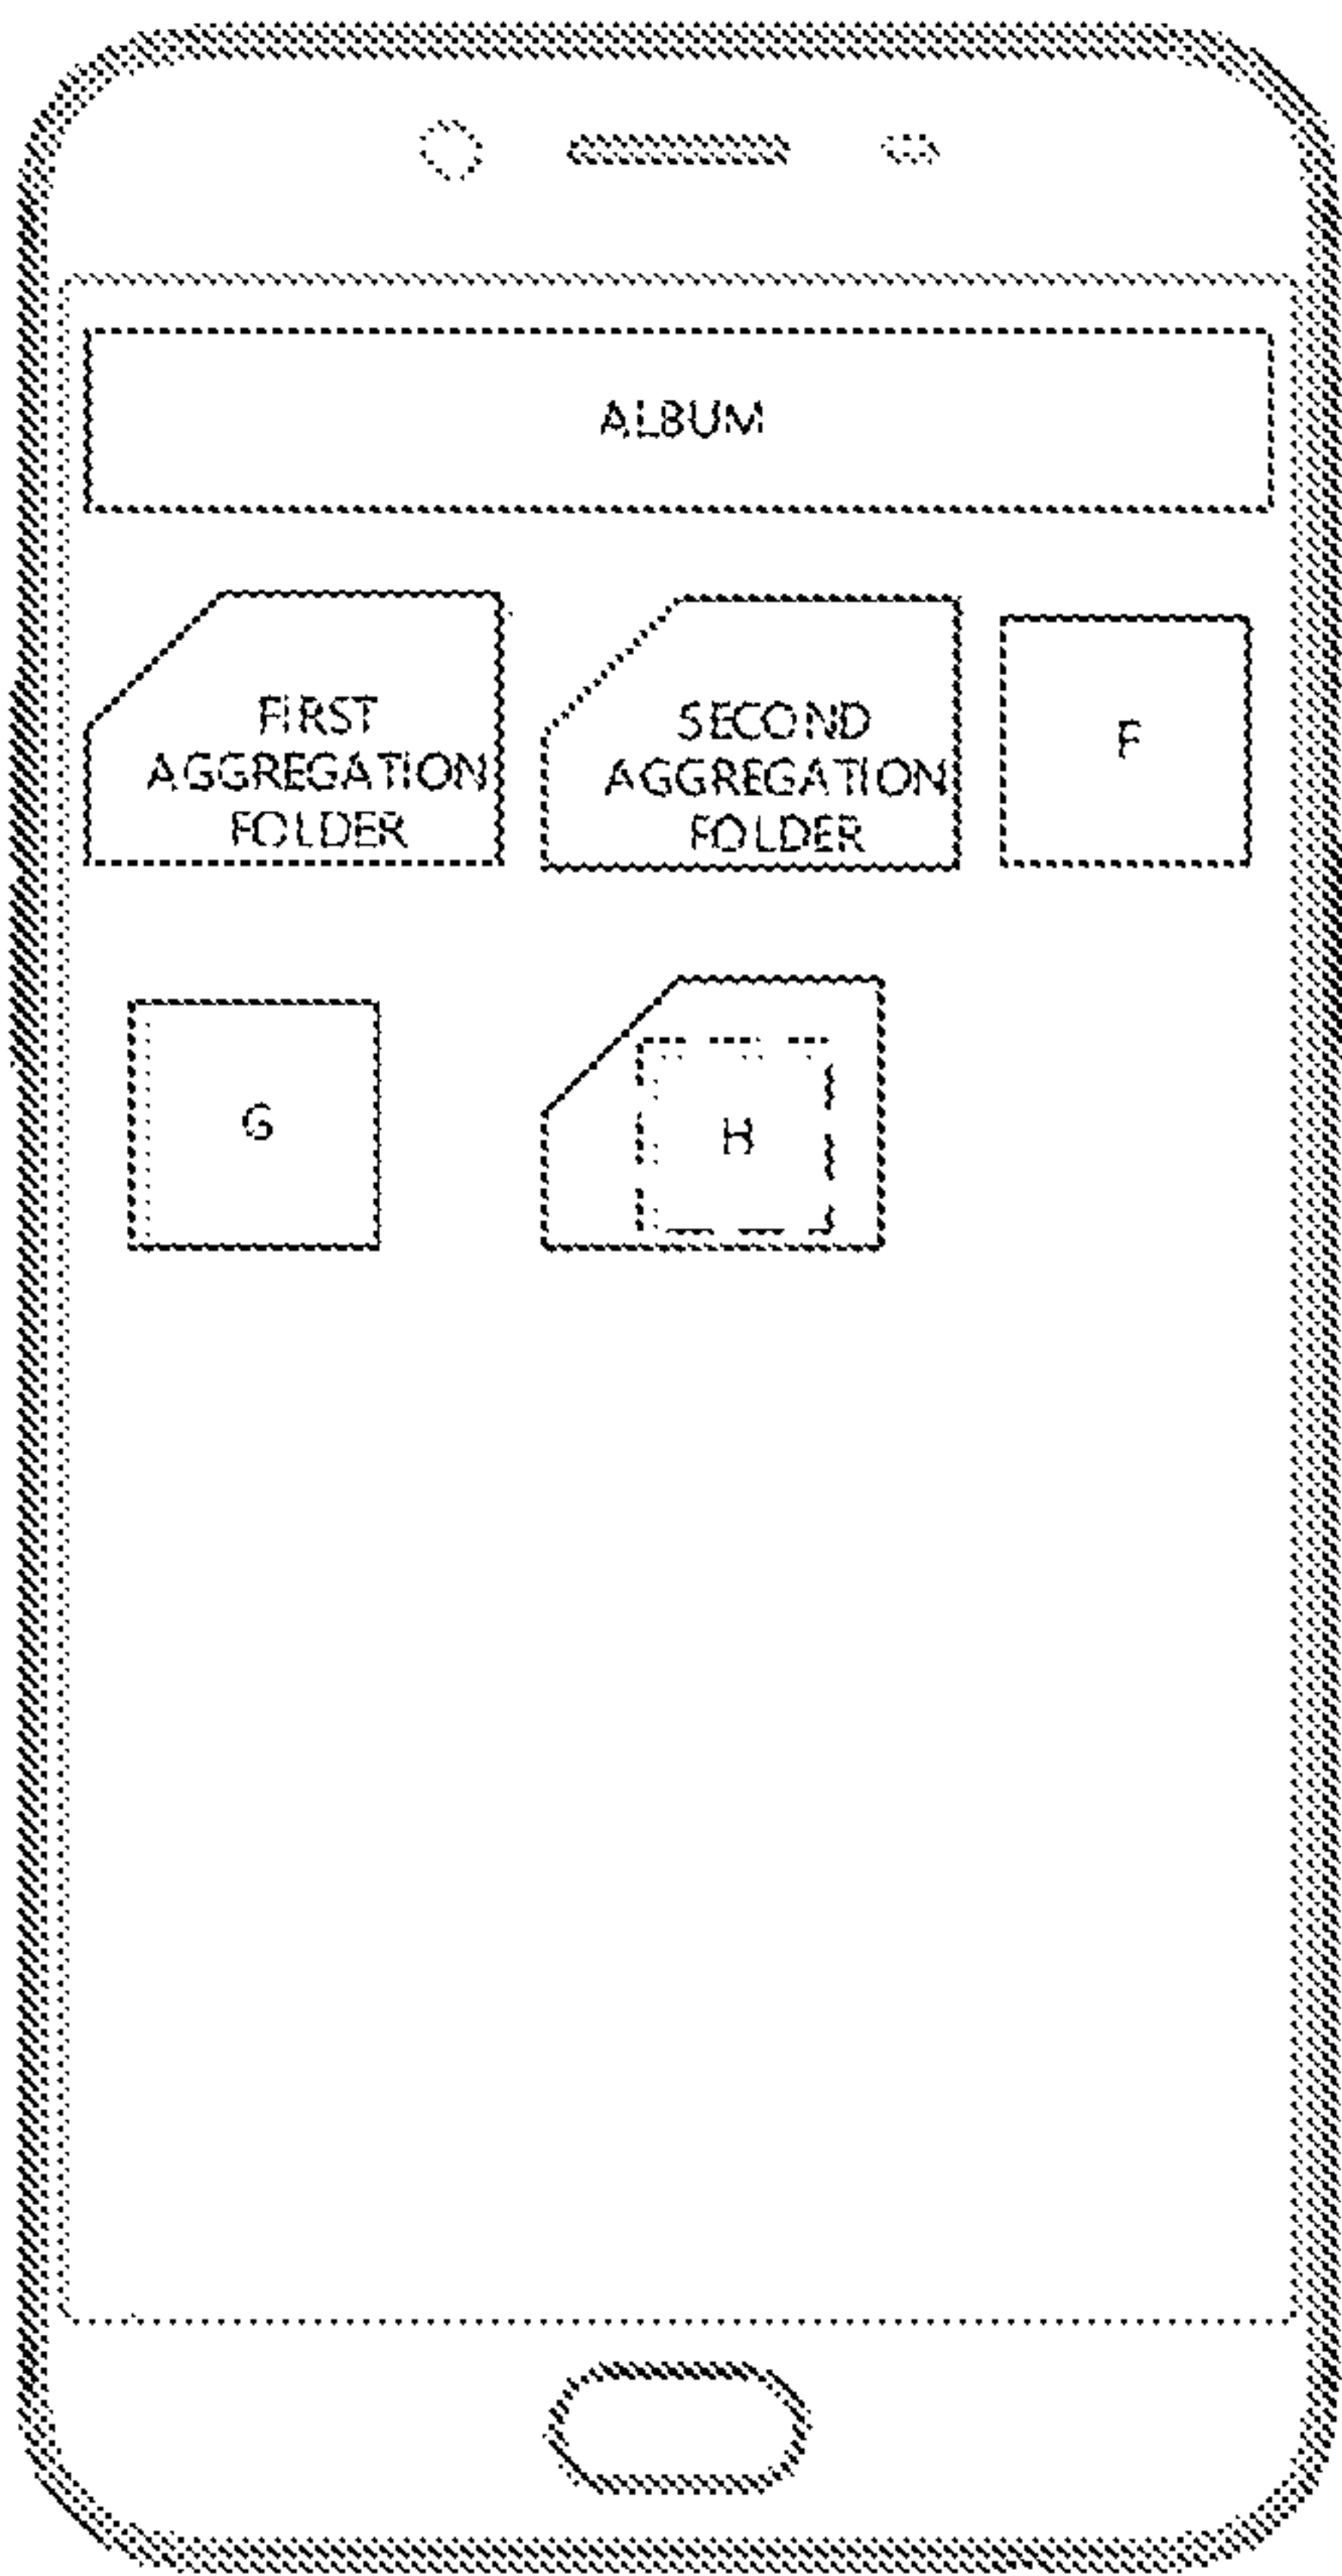 ALBUM
FIRST
AGGREGATION
FOLDER
SECOND
AGGREGATION
FOLDER
F
G
H